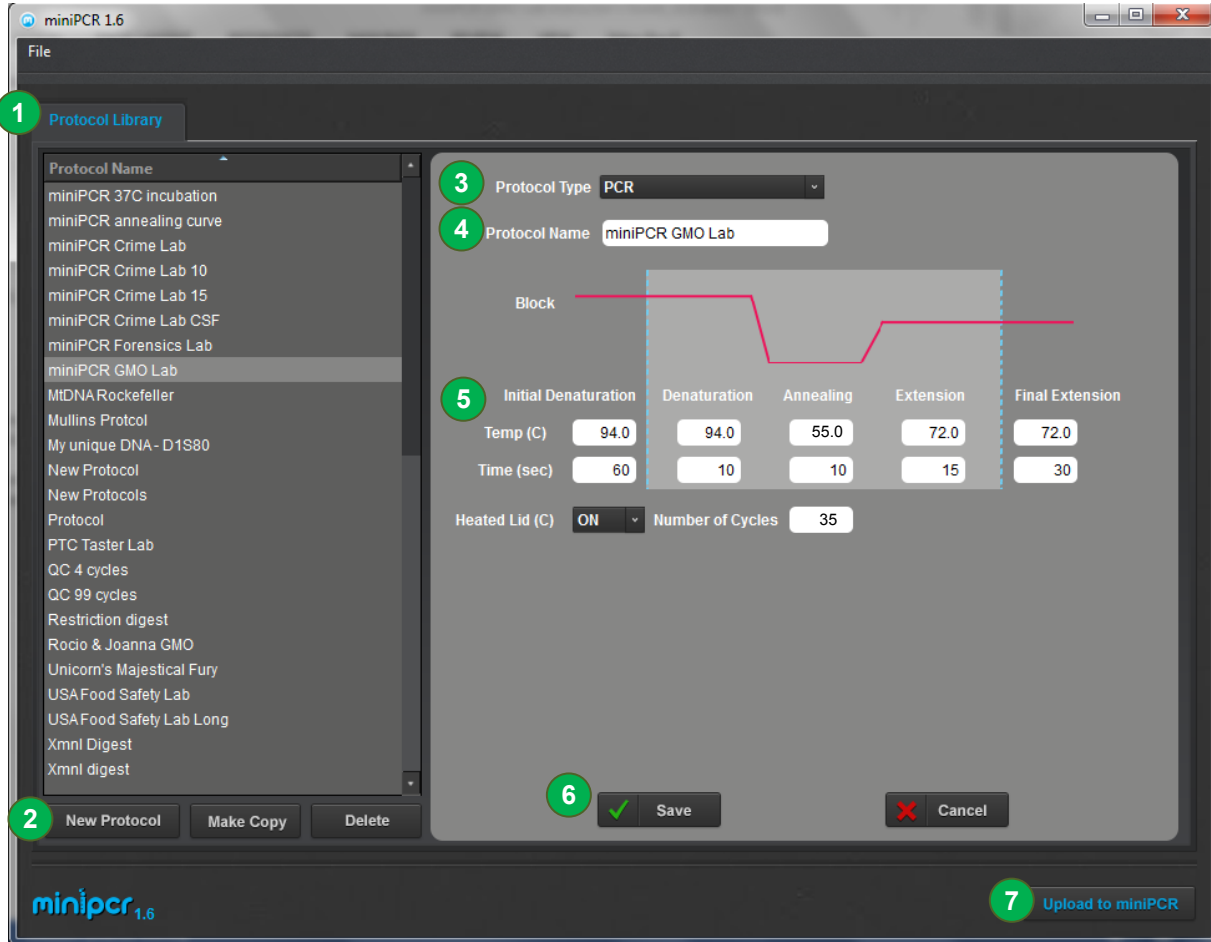 miniPCR 1.6
File
1
Protocol Library
Protocol Name
miniPCR 37C incubation
miniPCR annealing curve
miniPCR Crime Lab
miniPCR Crime Lab 10
miniPCR Crime Lab 15
miniPCR Crime Lab CSF
miniPCR Forensics Lab
miniPCR GMO Lab
MtDNA Rockefeller
Mullins Protcol
My unique DNA - D1S80
New Protocol
New Protocols
Protocol
PTC Taster Lab
QC 4 cycles
QC 99 cycles
Restriction digest
Rocio & Joanna GMO
Unicorn's Majestical Fury
USA Food Safety Lab
USA Food Safety Lab Long
XmnI Digest
XmnI digest
2 New Protocol Make Copy Delete
3 Protocol Type PCR
4 Protocol Name miniPCR GMO Lab
Block
5 Initial Denaturation Denaturation Annealing Extension Final Extension
Temp (C) 94.0 94.0 55.0 72.0 72.0
Time (sec) 60 10 10 15 30
Heated Lid (C) ON Number of Cycles 35
6 Save Cancel
minipcr 1.6
7 Upload to miniPCR